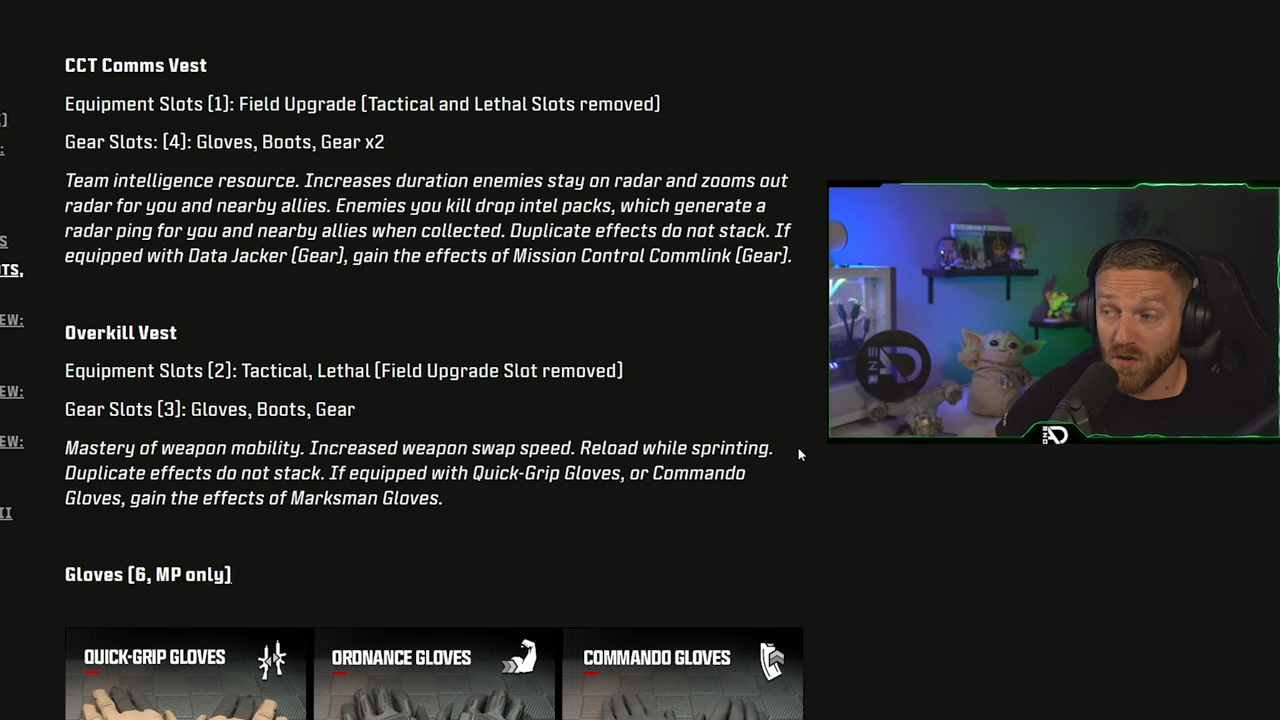 CCT Comms Vest
Equipment Slots [1]: Field Upgrade [Tactical and Lethal Slots removed]
Gear Slots: [4]: Gloves, Boots, Gear x2
Team intelligence resource. Increases duration enemies stay on radar and zooms out
radar for you and nearby allies. Enemies you kill drop intel packs, which generate a
radar ping for you and nearby allies when collected. Duplicate effects do not stack. If
equipped with Data Jacker [Gear], gain the effects of Mission Control Commlink [Gear].
Overkill Vest
Equipment Slots [2]: Tactical, Lethal [Field Upgrade Slot removed]
Gear Slots [3]: Gloves, Boots, Gear
Mastery of weapon mobility. Increased weapon swap speed. Reload while sprinting.
Duplicate effects do not stack. If equipped with Quick-Grip Gloves, or Commando
Gloves, gain the effects of Marksman Gloves.
Gloves [6, MP only]
QUICK-GRIP GLOVES
ORDNANCE GLOVES
COMMANDO GLOVES
]
:
S
TS,
EW:
EW:
EW:
II